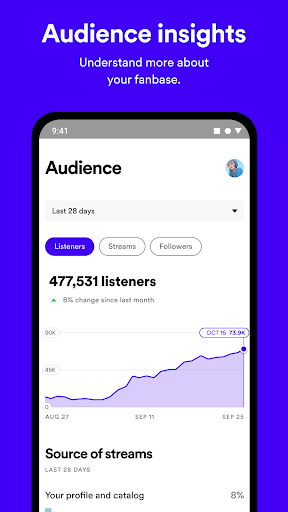 Audience insights
Understand more about
your fanbase.
9:41
Audience
Last 28 days
Listeners Streams Followers
477,531 listeners
8% change since last month
OCT 15 73.9K
90K
45K
0
AUG 27 SEP 11 SEP 25
Source of streams
LAST 28 DAYS
Your profile and catalog 8%